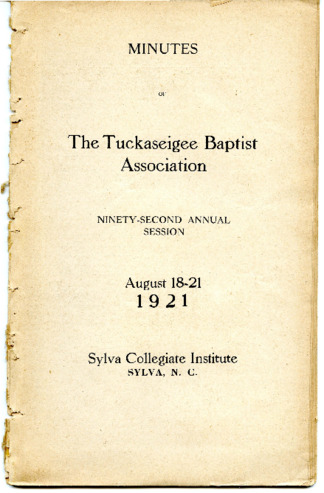 MINUTES
OF
The Tuckaseigee Baptist
Association
NINETY-SECOND ANNUAL
SESSION
August 18-21
1921
Sylva Collegiate Institute
SYLVA, N. C.